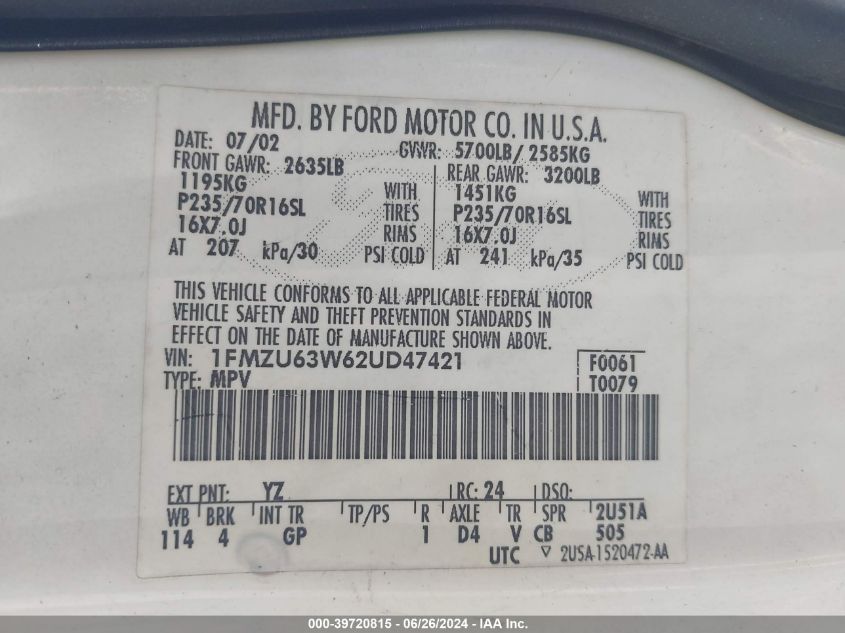 MFD. BY FORD MOTOR CO. IN U.S.A.
DATE: 07/02 GVWR: 5700LB/ 2585KG
FRONT GAWR: 2635LB REAR GAWR: 3200LB
1195KG WITH 1451KG WITH
P235/70R16SL TIRES P235/70R16SL TIRES
16X7.0J RIMS 16X7.0J RIMS
AT 207 kPa/30 PSI COLD AT 241 kPa/35 PSI COLD
THIS VEHICLE CONFORMS TO ALL APPLICABLE FEDERAL MOTOR
VEHICLE SAFETY AND THEFT PREVENTION STANDARDS IN
EFFECT ON THE DATE OF MANUFACTURE SHOWN ABOVE.
VIN: 1FMZU63W62UD47421 F0061
TYPE: MPV T0079
EXT PNT: YZ RC: 24 DSO:
WB BRK INT TR TP/PS R AXLE TR SPR 2U51A
114 4 GP 1 D4 V CB 505
UTC ▽ 2USA-1520472-AA
000-39720815 - 06/26/2024 - IAA Inc.